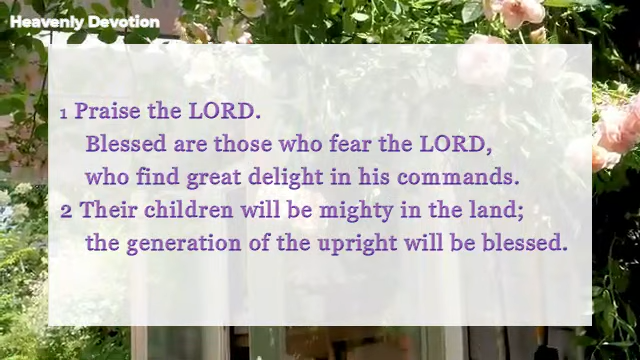 Heavenly Devotion
1 Praise the LORD.
Blessed are those who fear the LORD,
who find great delight in his commands.
2 Their children will be mighty in the land;
the generation of the upright will be blessed.